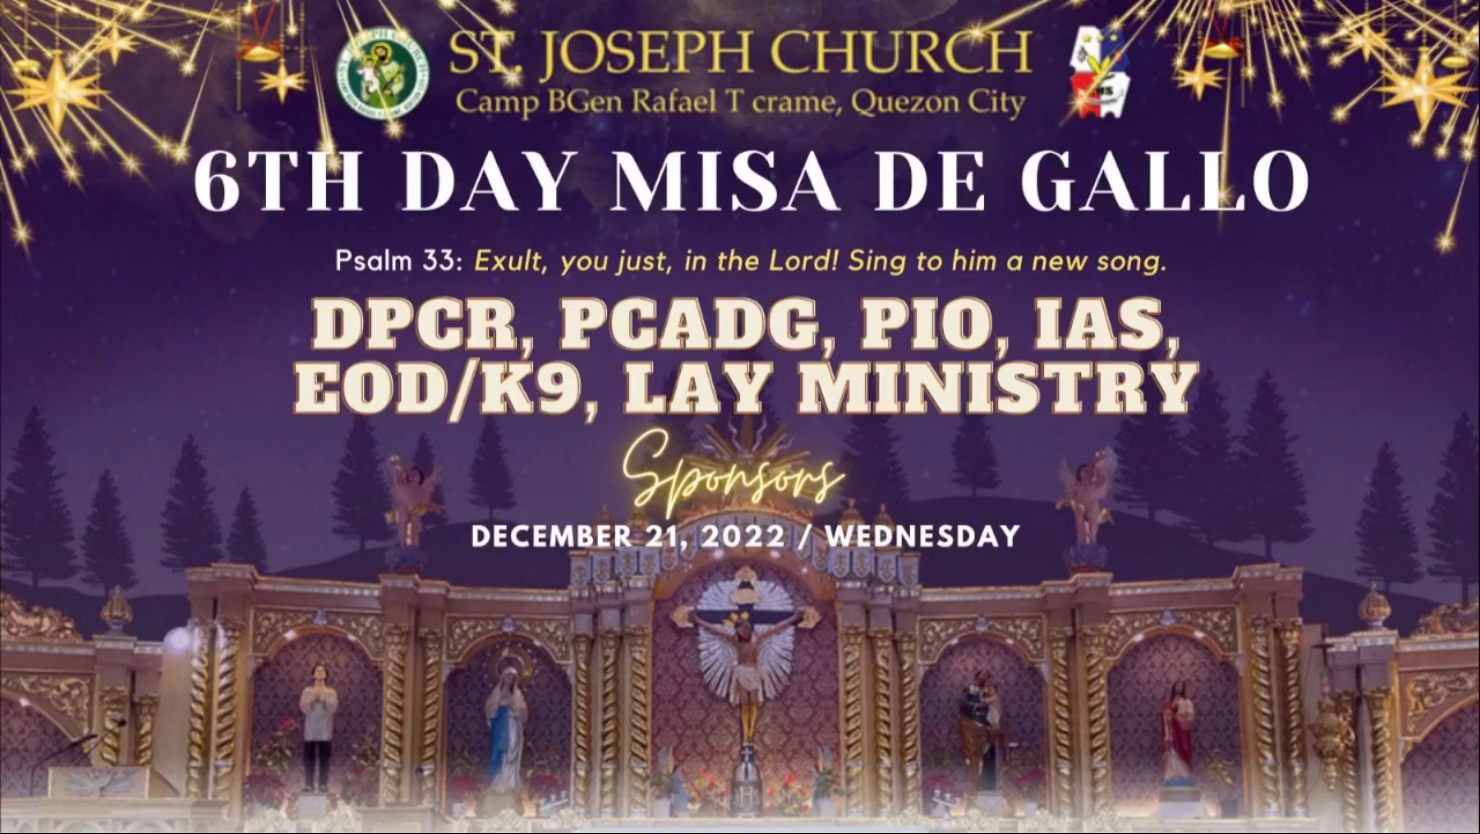 ST. JOSEPH CHURCH
Camp BGen Rafael T crame, Quezon City
6TH DAY MISA DE GALLO
Psalm 33: Exult, you just, in the Lord! Sing to him a new song.
DPCR, PCADG, PIO, IAS,
EOD/K9, LAY MINISTRY
Sponsors
DECEMBER 21, 2022 / WEDNESDAY